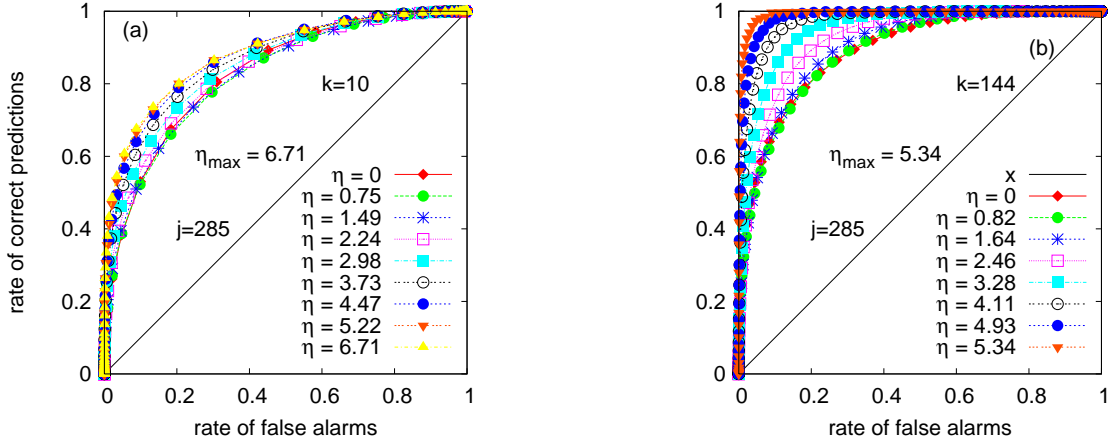 (a)
k=10
ηmax = 6.71
j=285
η = 0
η = 0.75
η = 1.49
η = 2.24
η = 2.98
η = 3.73
η = 4.47
η = 5.22
η = 6.71
1
0.8
0.6
0.4
0.2
0
0 0.2 0.4 0.6 0.8 1
rate of correct predictions
rate of false alarms
(b)
k=144
ηmax = 5.34
j=285
x
η = 0
η = 0.82
η = 1.64
η = 2.46
η = 3.28
η = 4.11
η = 4.93
η = 5.34
1
0.8
0.6
0.4
0.2
0
0 0.2 0.4 0.6 0.8 1
rate of false alarms